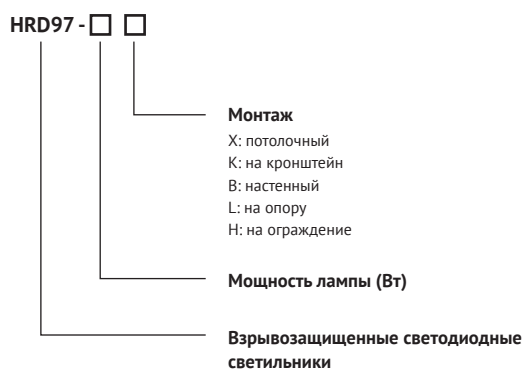 HRD97 - □ □
Монтаж
X: потолочный
K: на кронштейн
B: настенный
L: на опору
H: на ограждение
Мощность лампы (Вт)
Взрывозащищенные светодиодные
светильники